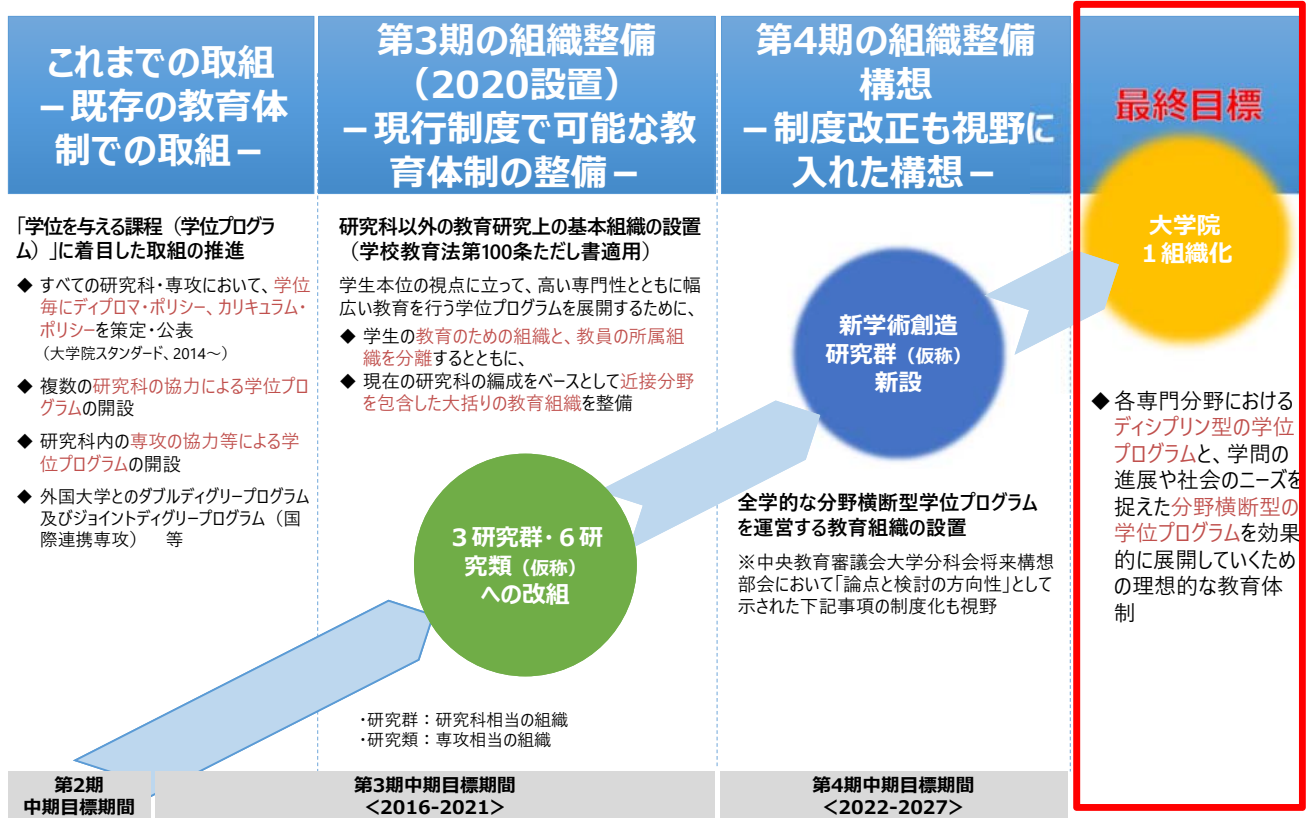 これまでの取組
－既存の教育体
制での取組－
「学位を与える課程（学位プログラ
ム）」に着目した取組の推進
◆ すべての研究科・専攻において、学位
毎にディプロマ・ポリシー、カリキュラム・
ポリシーを策定・公表
（大学院スタンダード、2014～）
◆ 複数の研究科の協力による学位プロ
グラムの開設
◆ 研究科内の専攻の協力等による学
位プログラムの開設
◆ 外国大学とのダブルディグリープログラム
及びジョイントディグリープログラム（国
際連携専攻） 等
第3期の組織整備
（2020設置）
－現行制度で可能な教
育体制の整備－
研究科以外の教育研究上の基本組織の設置
（学校教育法第100条ただし書適用）
学生本位の視点に立って、高い専門性とともに幅
広い教育を行う学位プログラムを展開するために、
◆ 学生の教育のための組織と、教員の所属組
織を分離するとともに、
◆ 現在の研究科の編成をベースとして近接分野
を包含した大括りの教育組織を整備
３研究群・６研
究類（仮称）
への改組
・研究群：研究科相当の組織
・研究類：専攻相当の組織
第4期の組織整備
構想
－制度改正も視野に
入れた構想－
新学術創造
研究群（仮称）
新設
全学的な分野横断型学位プログラム
を運営する教育組織の設置
※中央教育審議会大学分科会将来構想
部会において「論点と検討の方向性」として
示された下記事項の制度化も視野
最終目標
大学院
１組織化
◆ 各専門分野における
ディシプリン型の学位
プログラムと、学問の
進展や社会のニーズを
捉えた分野横断型の
学位プログラムを効果
的に展開していくため
の理想的な教育体
制
第2期
中期目標期間
第3期中期目標期間
<2016-2021>
第4期中期目標期間
<2022-2027>